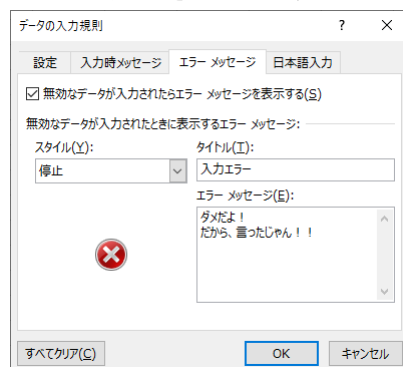 データの入力規則 ? ×
設定 入力時メッセージ エラー メッセージ 日本語入力
無効なデータが入力されたらエラー メッセージを表示する(S)
無効なデータが入力されたときに表示するエラー メッセージ:
スタイル(Y): タイトル(T):
停止 入力エラー
エラー メッセージ(E):
ダメだよ！
だから、言ったじゃん！！
すべてクリア(C) OK キャンセル